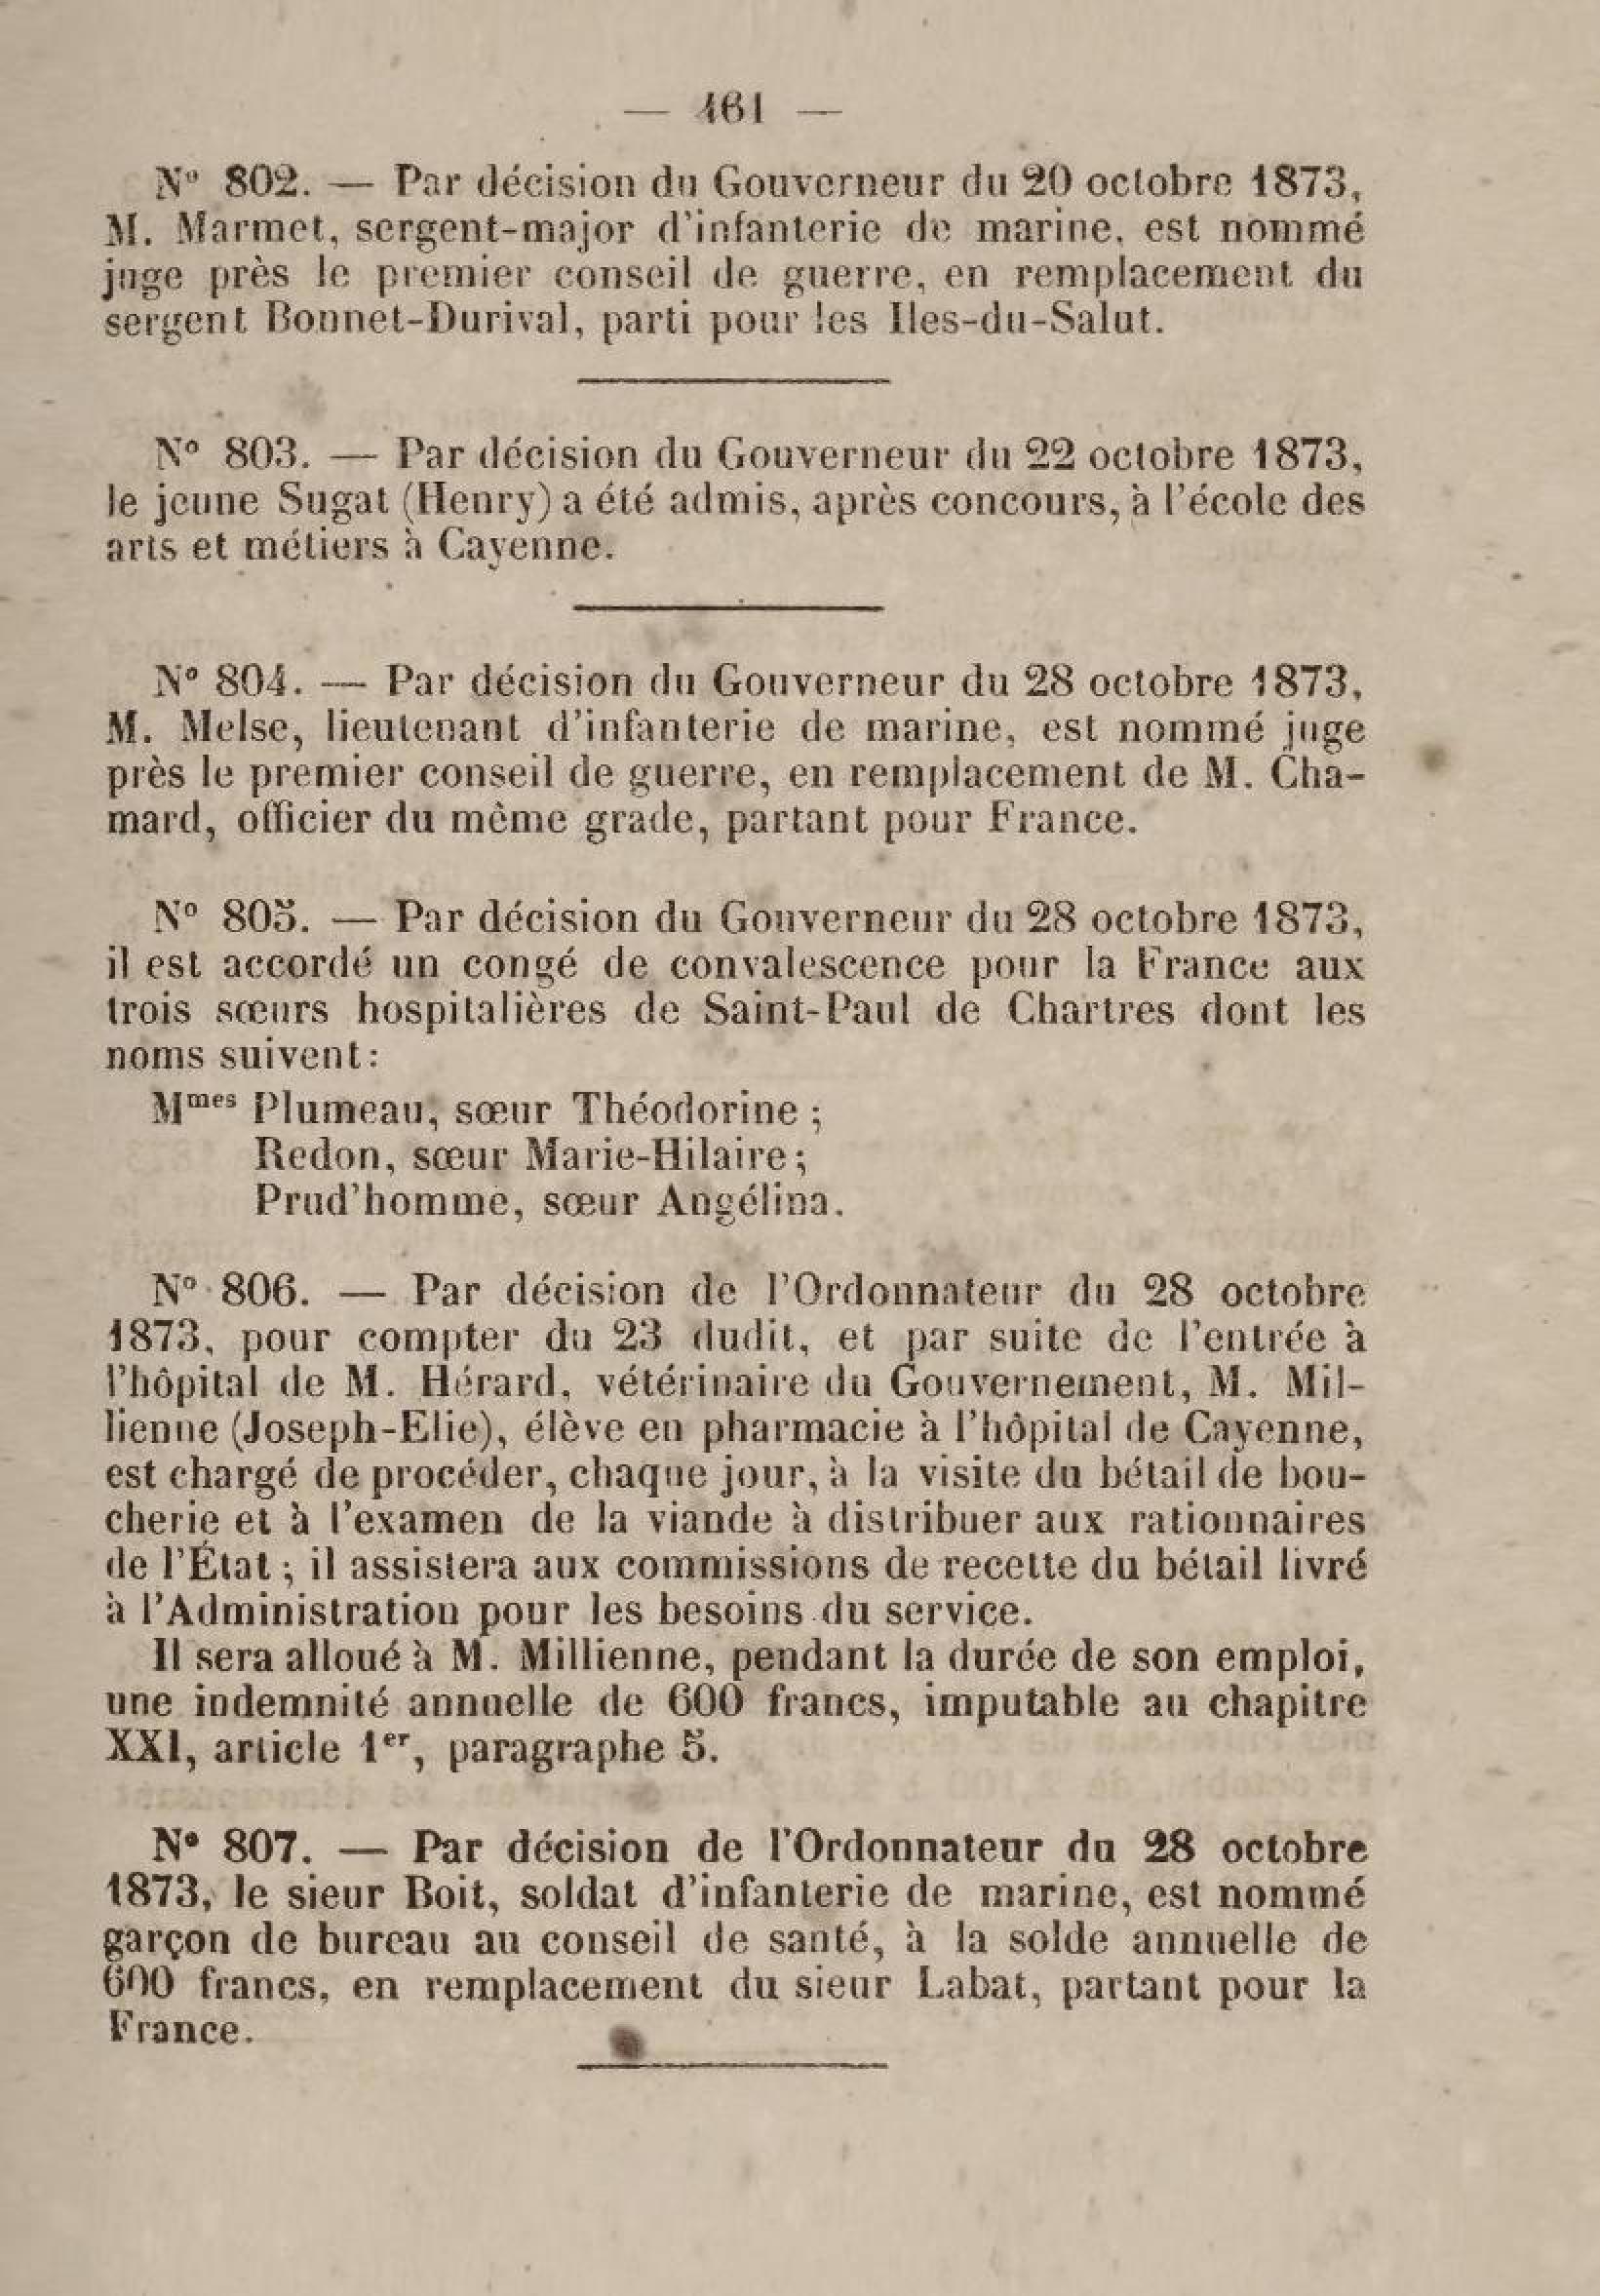 — 461 —
N° 802. — Par décision du Gouverneur du 20 octobre 1873,
M. Marmet, sergent-major d'infanterie de marine, est nommé
juge près le premier conseil de guerre, en remplacement du
sergent Bonnet-Durival, parti pour les Iles-du-Salut.
N° 803. — Par décision du Gouverneur du 22 octobre 1873,
le jeune Sugat (Henry) a été admis, après concours, à l'école des
arts et métiers à Cayenne.
N° 804. — Par décision du Gouverneur du 28 octobre 1873,
M. Melse, lieutenant d'infanterie de marine, est nommé juge
près le premier conseil de guerre, en remplacement de M. Cha-
mard, officier du même grade, partant pour France.
N° 805. — Par décision du Gouverneur du 28 octobre 1873,
il est accordé un congé de convalescence pour la France aux
trois sœurs hospitalières de Saint-Paul de Chartres dont les
noms suivent:
Mmes Plumeau, sœur Théodorine ;
Redon, sœur Marie-Hilaire;
Prud'homme, sœur Angélina.
N° 806. — Par décision de l'Ordonnateur du 28 octobre
1873, pour compter du 23 dudit, et par suite de l'entrée à
l'hôpital de M. Hérard, vétérinaire du Gouvernement, M. Mil-
lienne (Joseph-Elie), élève en pharmacie à l'hôpital de Cayenne,
est chargé de procéder, chaque jour, à la visite du bétail de bou-
cherie et à l'examen de la viande à distribuer aux rationnaires
de l'État ; il assistera aux commissions de recette du bétail livré
à l'Administration pour les besoins du service.
Il sera alloué à M. Millienne, pendant la durée de son emploi,
une indemnité annuelle de 600 francs, imputable au chapitre
XXI, article 1er, paragraphe 5.
N° 807. — Par décision de l'Ordonnateur du 28 octobre
1873, le sieur Boit, soldat d'infanterie de marine, est nommé
garçon de bureau au conseil de santé, à la solde annuelle de
600 francs, en remplacement du sieur Labat, partant pour la
France.